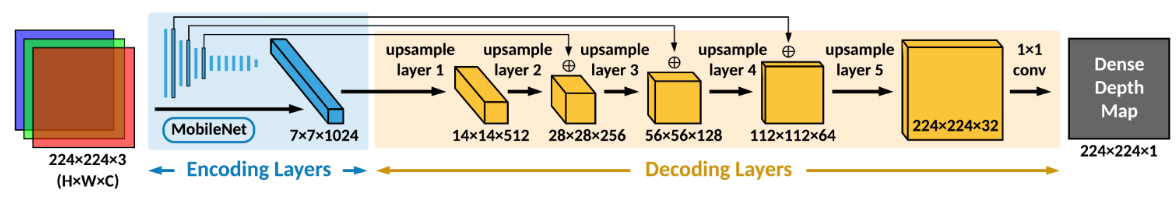 224×224×3
(H×W×C)
MobileNet
7×7×1024
Encoding Layers
upsample
layer 1
14×14×512
upsample
layer 2
⊕
28×28×256
upsample
layer 3
⊕
56×56×128
upsample
layer 4
⊕
112×112×64
upsample
layer 5
224×224×32
1×1
conv
Decoding Layers
Dense
Depth
Map
224×224×1